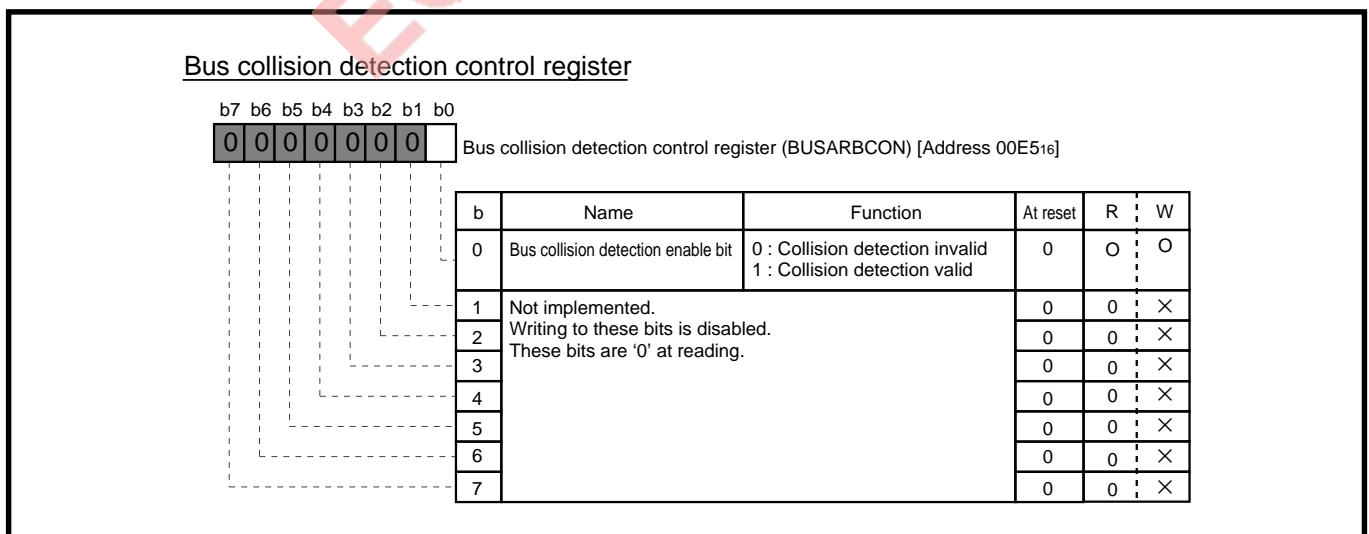 Bus collision detection control register
b7 b6 b5 b4 b3 b2 b1 b0
0 0 0 0 0 0 0
Bus collision detection control register (BUSARBCON) [Address 00E516]
b Name Function At reset R W
0 Bus collision detection enable bit 0 : Collision detection invalid 0 O O
1 : Collision detection valid
1 Not implemented. 0 0 ×
2 Writing to these bits is disabled. 0 0 ×
These bits are ‘0’ at reading.
3 0 0 ×
4 0 0 ×
5 0 0 ×
6 0 0 ×
7 0 0 ×